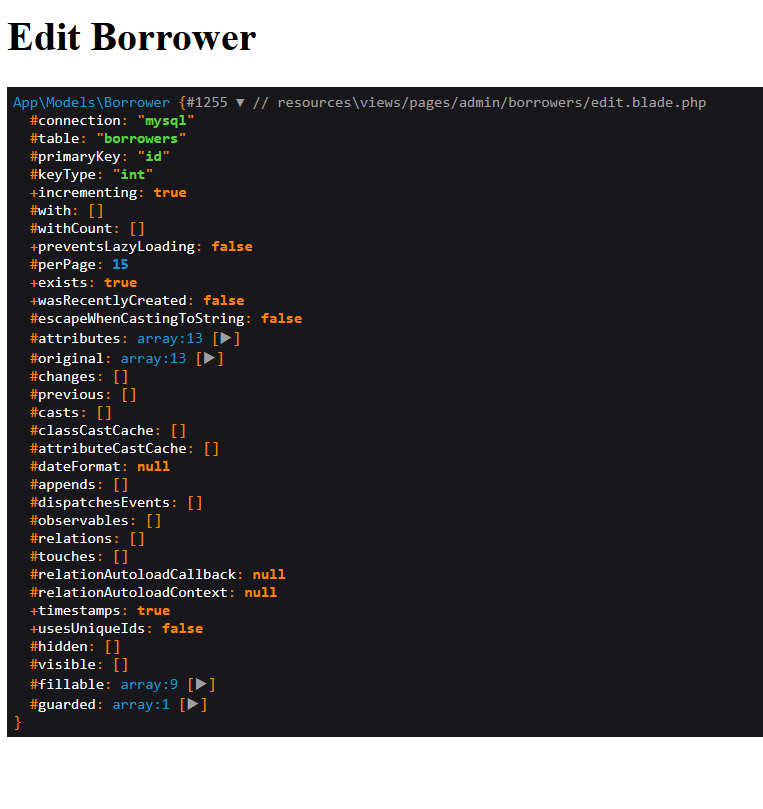 Edit Borrower
App\Models\Borrower {#1255 ▼ // resources\views/pages/admin/borrowers/edit.blade.php
#connection: "mysql"
#table: "borrowers"
#primaryKey: "id"
#keyType: "int"
+incrementing: true
#with: []
#withCount: []
+preventsLazyLoading: false
#perPage: 15
+exists: true
+wasRecentlyCreated: false
#escapeWhenCastingToString: false
#attributes: array:13 [▶]
#original: array:13 [▶]
#changes: []
#previous: []
#casts: []
#classCastCache: []
#attributeCastCache: []
#dateFormat: null
#appends: []
#dispatchesEvents: []
#observables: []
#relations: []
#touches: []
#relationAutoloadCallback: null
#relationAutoloadContext: null
+timestamps: true
+usesUniqueIds: false
#hidden: []
#visible: []
#fillable: array:9 [▶]
#guarded: array:1 [▶]
}